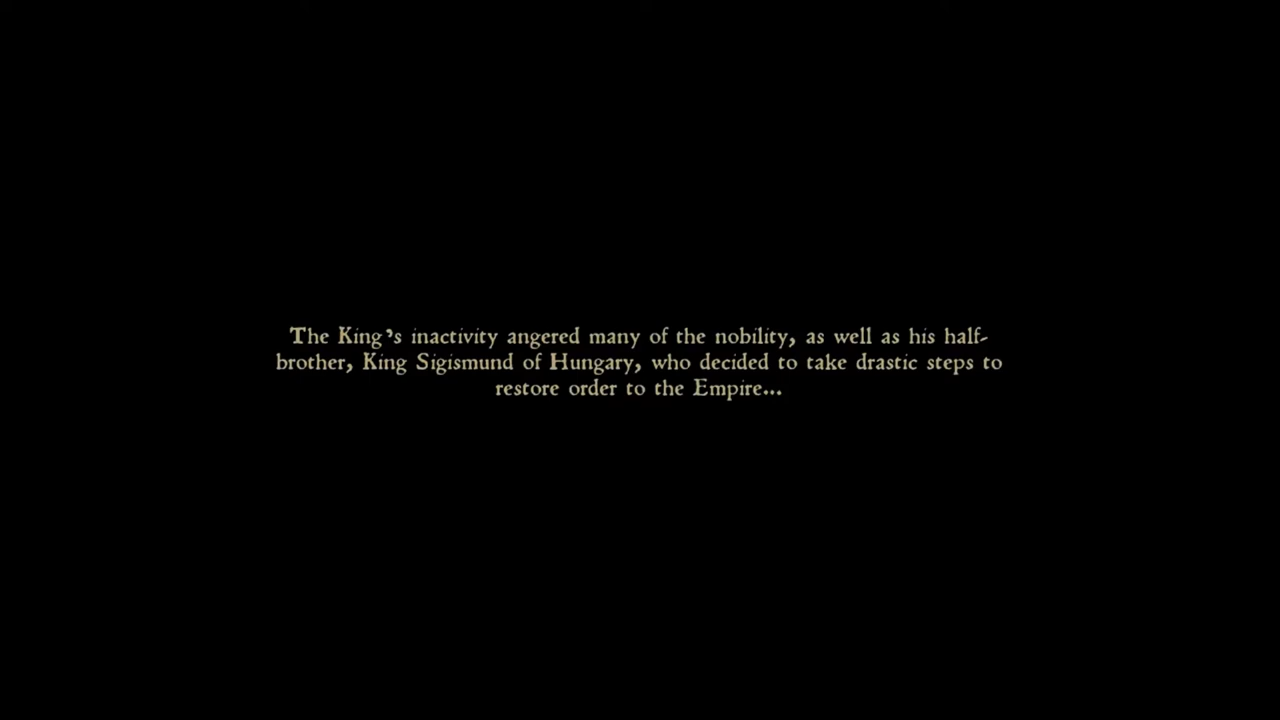 The King's inactivity angered many of the nobility, as well as his half-
brother, King Sigismund of Hungary, who decided to take drastic steps to
restore order to the Empire...